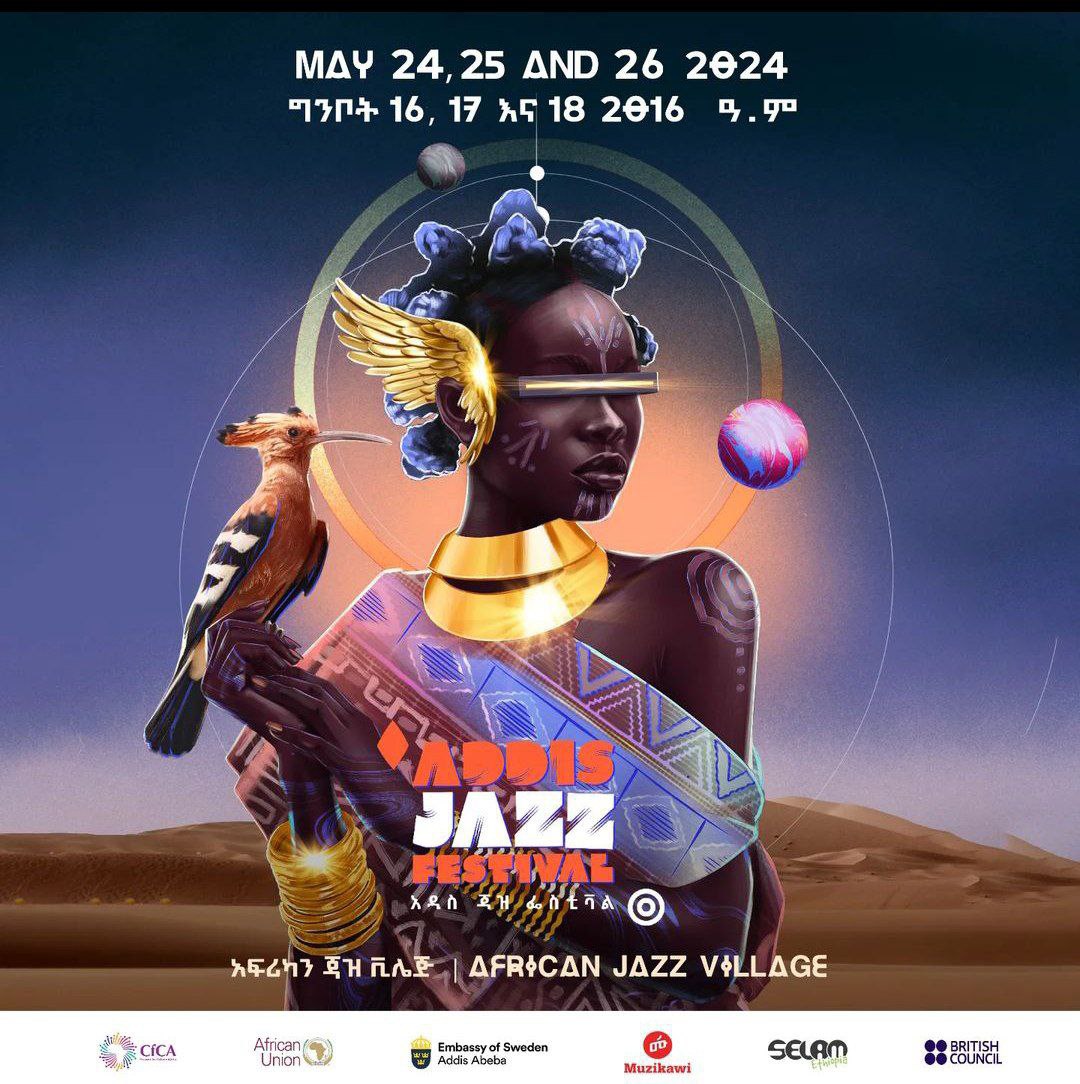 MAY 24, 25 AND 26 2024
ግንቦት 16, 17 እና 18 2016 ዓ.ም
ADDIS
JAZZ
FESTIVAL
አዲስ ጃዝ ፌስቲቫል
አፍሪካን ጃዝ ቪሌጅ | AFRICAN JAZZ VILLAGE
CfCA
African Union
Embassy of Sweden
Addis Abeba
Muzikawi
SELAM
Ethiopia
BRITISH
COUNCIL